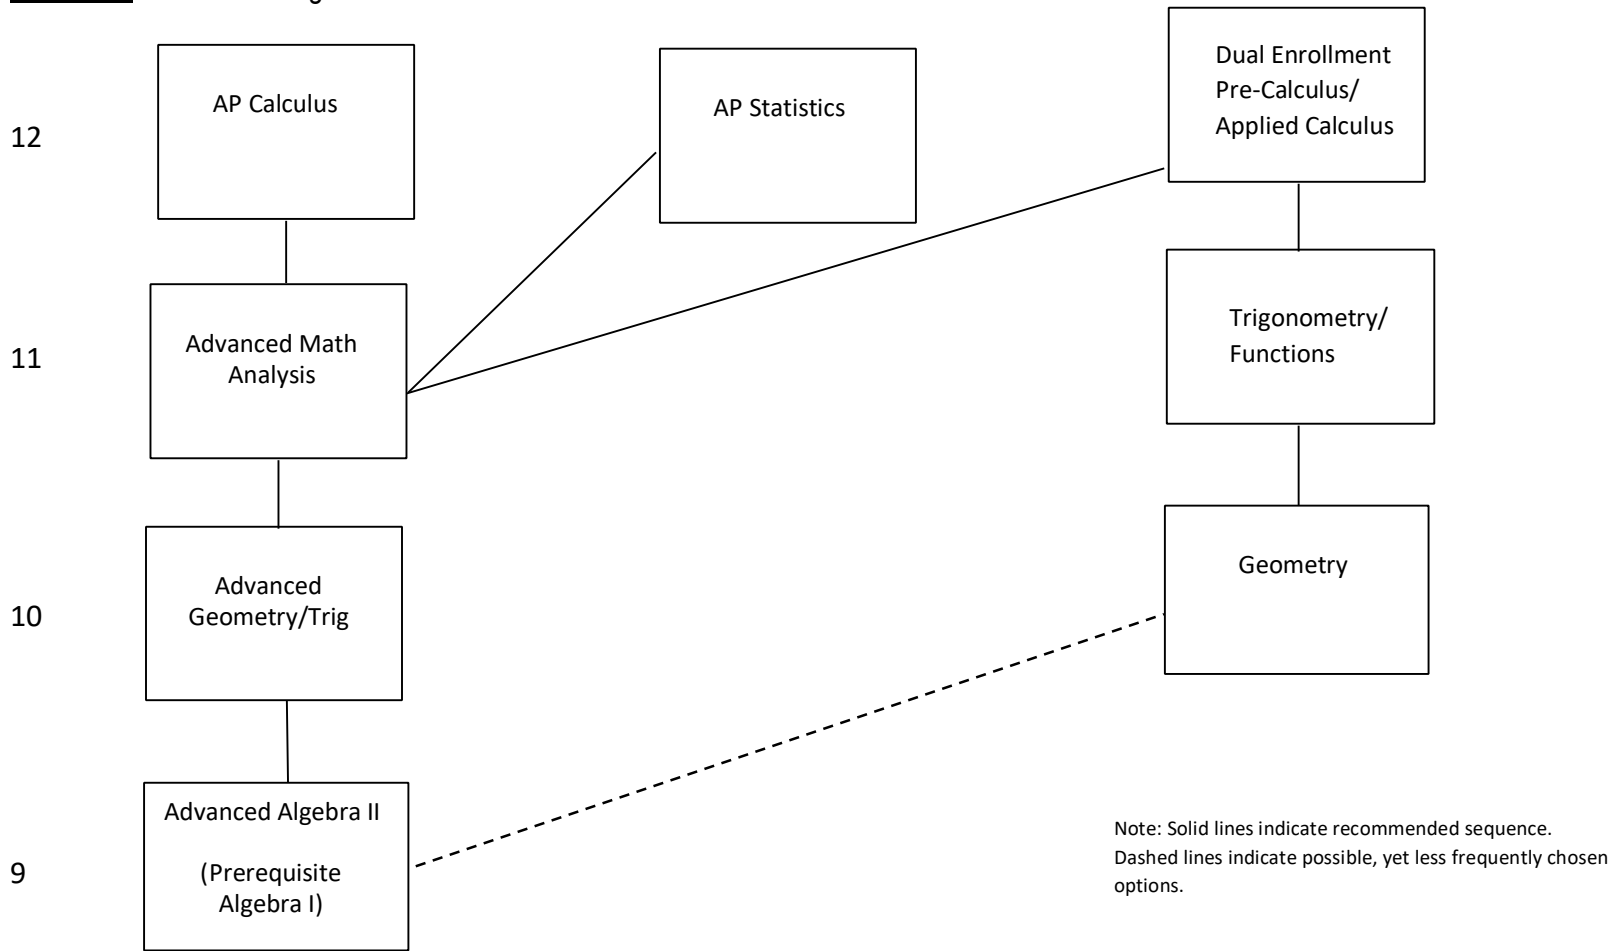 12
AP Calculus
AP Statistics
Dual Enrollment
Pre-Calculus/
Applied Calculus
11
Advanced Math
Analysis
Trigonometry/
Functions
10
Advanced
Geometry/Trig
Geometry
9
Advanced Algebra II
(Prerequisite
Algebra I)
Note: Solid lines indicate recommended sequence.
Dashed lines indicate possible, yet less frequently chosen
options.